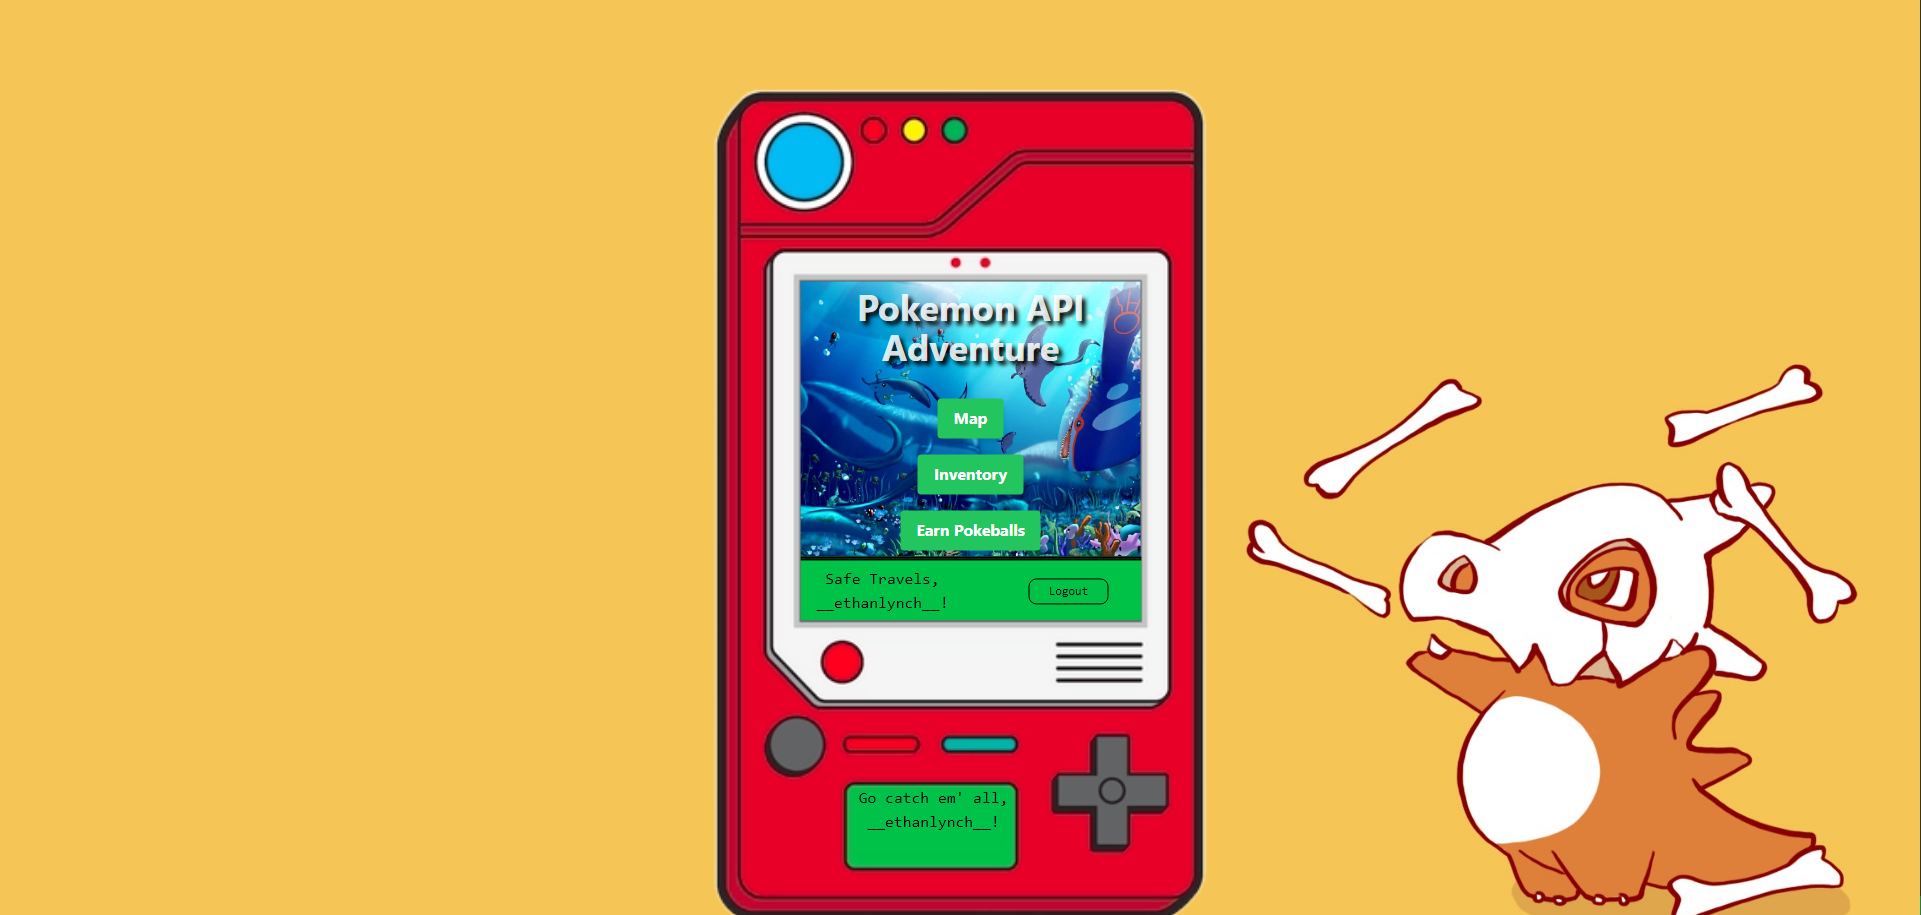 Pokemon API
Adventure
Map
Inventory
Earn Pokeballs
Safe Travels,
__ethanlynch__!
Logout
Go catch em' all,
__ethanlynch__!